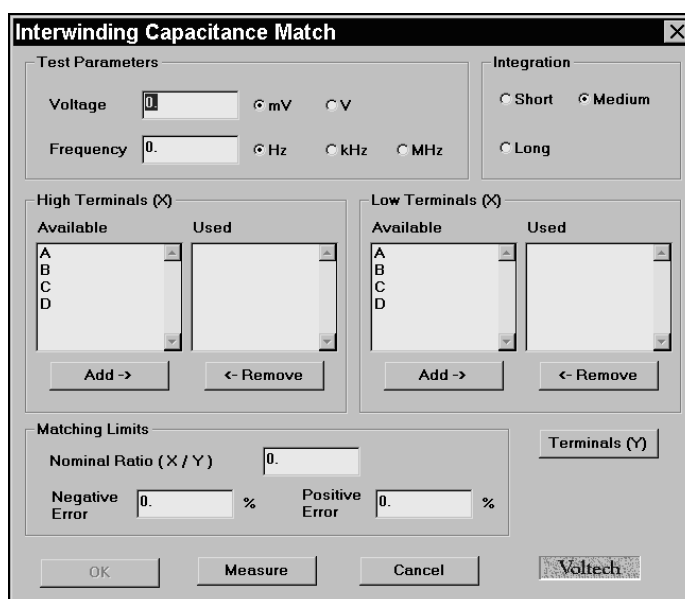 Interwinding Capacitance Match
Test Parameters
Voltage 0. mV V
Frequency 0. Hz kHz MHz
Integration
Short Medium
Long
High Terminals (X)
Available Used
A
B
C
D
Add -> <- Remove
Low Terminals (X)
Available Used
A
B
C
D
Add -> <- Remove
Matching Limits
Nominal Ratio ( X / Y ) 0.
Negative Error 0. % Positive Error 0. %
Terminals (Y)
OK Measure Cancel Voltech